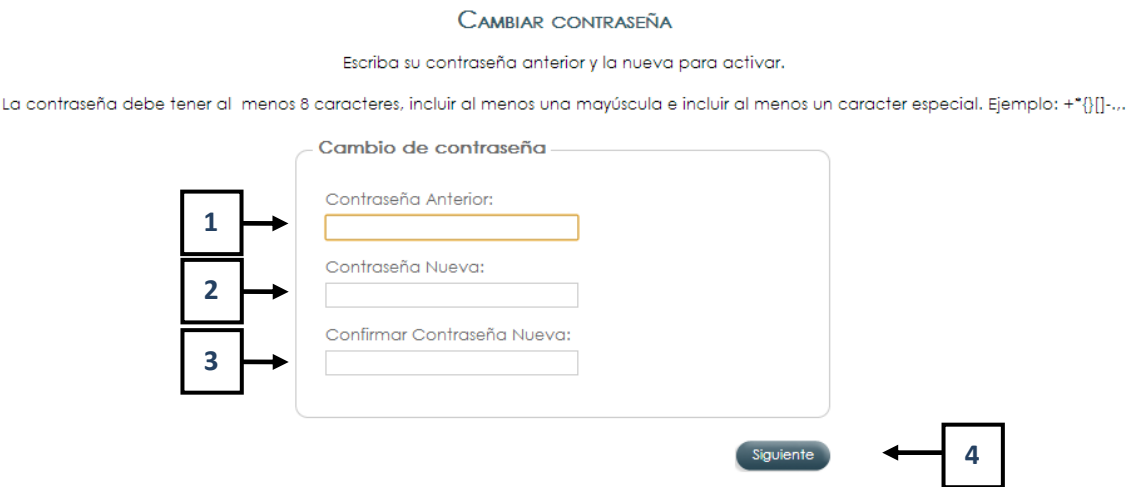 CAMBIAR CONTRASEÑA
Escriba su contraseña anterior y la nueva para activar.
La contraseña debe tener al menos 8 caracteres, incluir al menos una mayúscula e incluir al menos un caracter especial. Ejemplo: +*{}[]-.,.
Cambio de contraseña
Contraseña Anterior:
1
Contraseña Nueva:
2
Confirmar Contraseña Nueva:
3
Siguiente
4